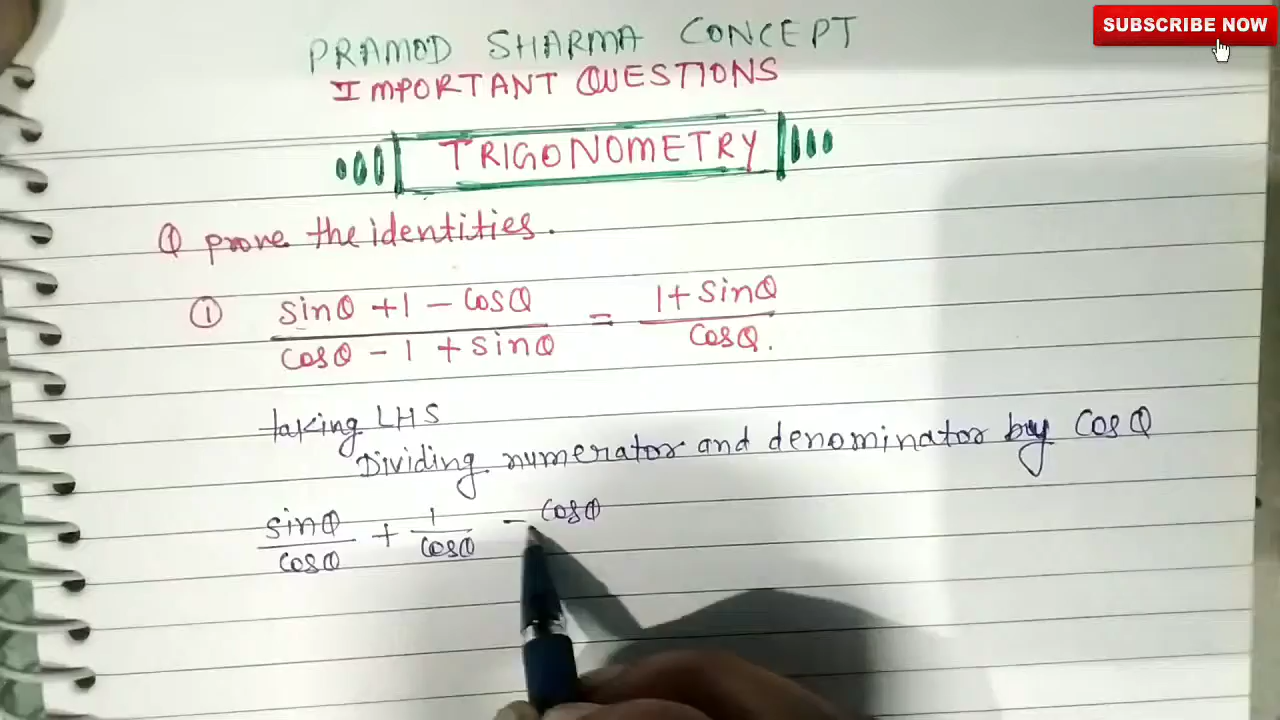 SUBSCRIBE NOW
PRAMOD SHARMA CONCEPT
IMPORTANT QUESTIONS
TRIGONOMETRY
Q prove the identities.
① sinθ + 1 - cosθ / cosθ - 1 + sinθ = 1 + sinθ / cosθ.
taking LHS
Dividing numerator and denominator by cosθ
sinθ / cosθ + 1 / cosθ - cosθ